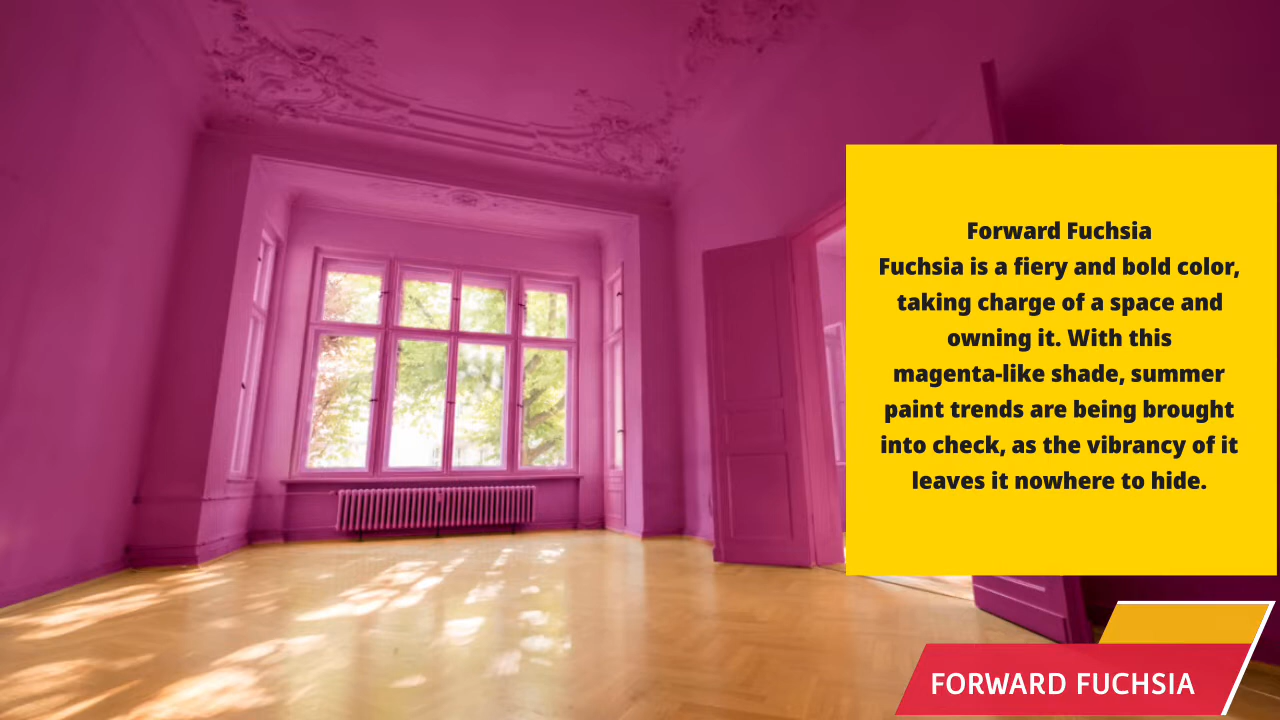 Forward Fuchsia
Fuchsia is a fiery and bold color,
taking charge of a space and
owning it. With this
magenta-like shade, summer
paint trends are being brought
into check, as the vibrancy of it
leaves it nowhere to hide.
FORWARD FUCHSIA